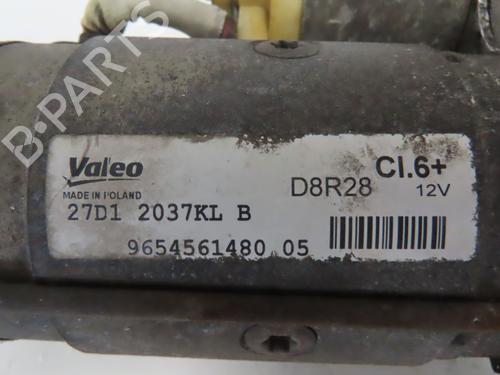 B-PARTS
Valeo
MADE IN POLAND
27D1 2037KL B
9654561480 05
D8R28
Cl.6+
12V